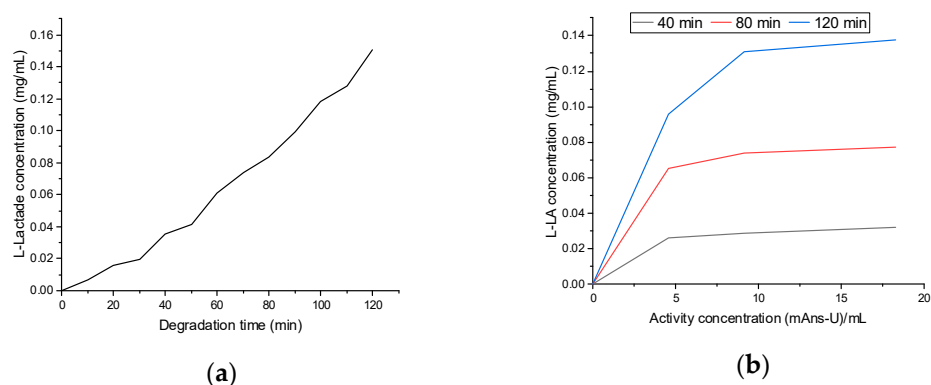 L-Lactade concentration (mg/mL)
0.16
0.14
0.12
0.10
0.08
0.06
0.04
0.02
0.00
0 20 40 60 80 100 120
Degradation time (min)
(a)
40 min 80 min 120 min
L-LA concentration (mg/mL)
0.14
0.12
0.10
0.08
0.06
0.04
0.02
0.00
0 5 10 15 20
Activity concentration (mAns-U)/mL
(b)